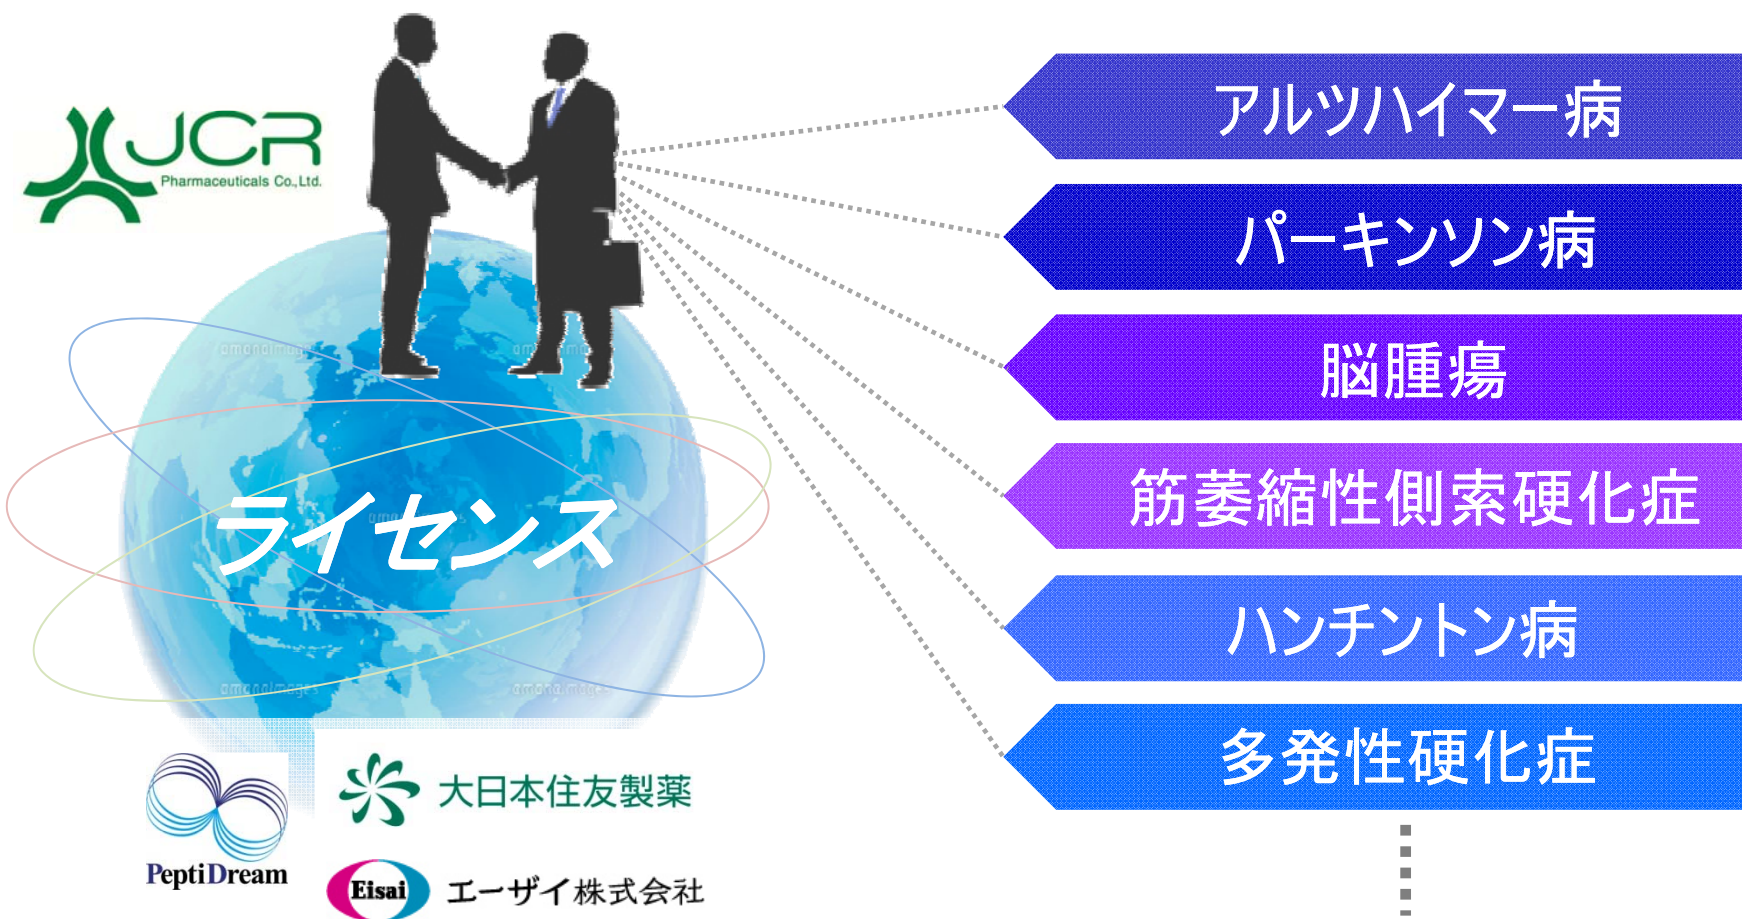 JCR
Pharmaceuticals Co.,Ltd.
アルツハイマー病
パーキンソン病
脳腫瘍
筋萎縮性側索硬化症
ハンチントン病
多発性硬化症
ライセンス
amanaimages
amanaimages
PeptiDream
大日本住友製薬
Eisai
エーザイ株式会社